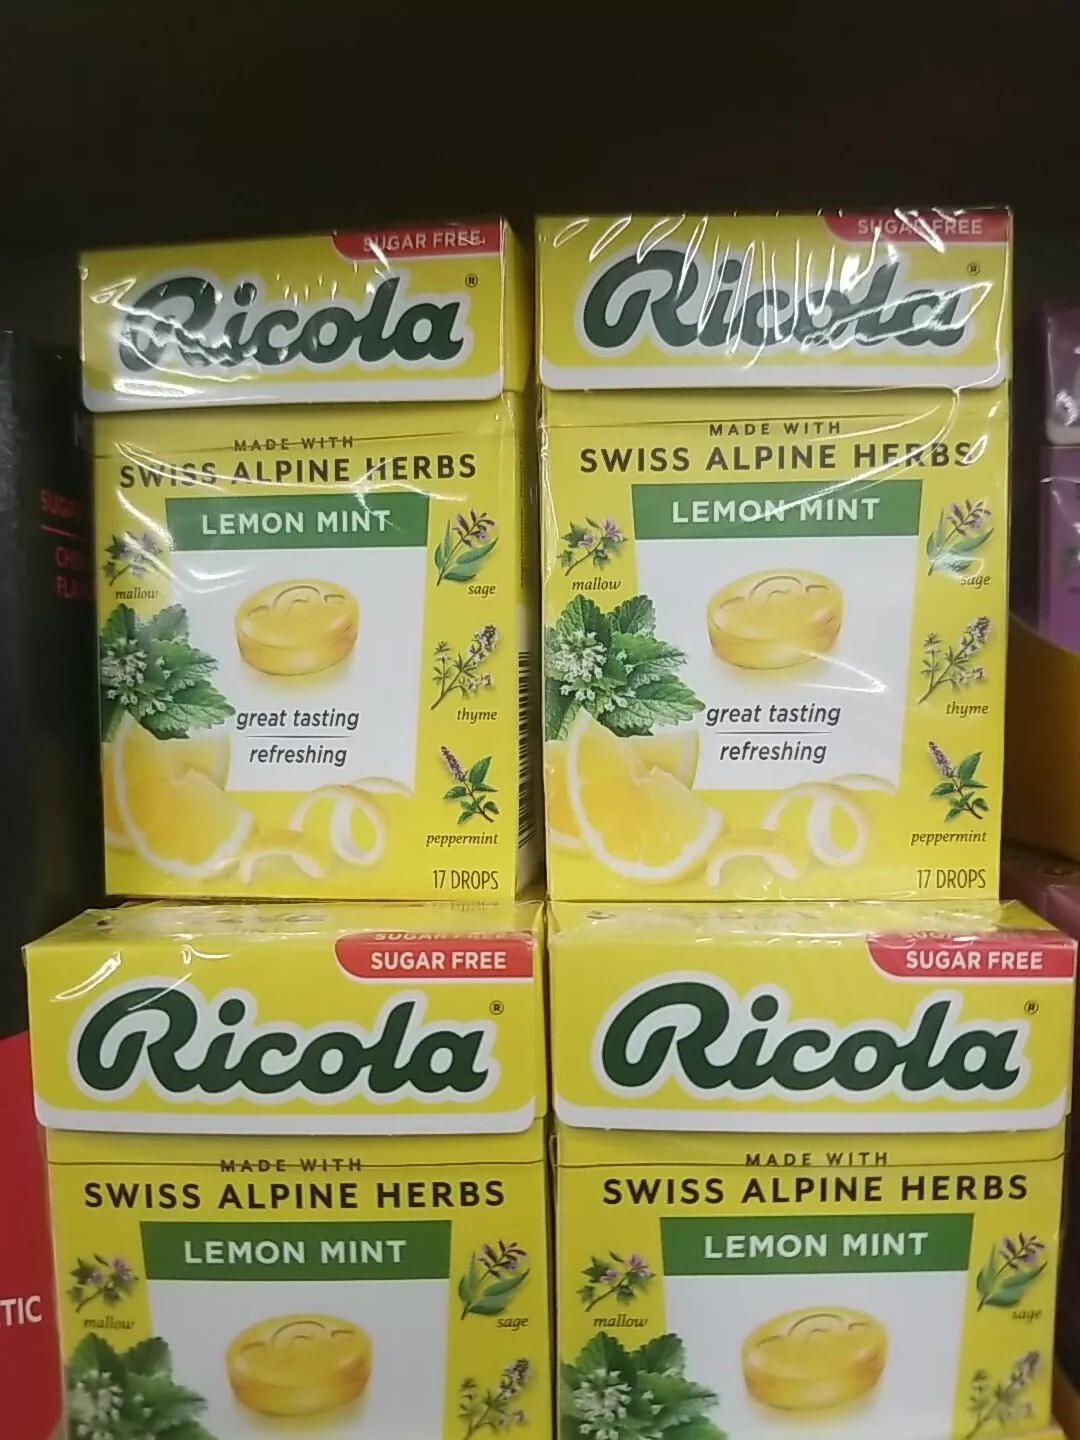 SUGAR FREE
Ricola®
MADE WITH
SWISS ALPINE HERBS
LEMON MINT
mallow
sage
thyme
great tasting
refreshing
peppermint
17 DROPS
SUGAR FREE
Ricola®
MADE WITH
SWISS ALPINE HERBS
LEMON MINT
mallow
sage
thyme
great tasting
refreshing
peppermint
17 DROPS
SUGAR FREE
SUGAR FREE
Ricola®
MADE WITH
SWISS ALPINE HERBS
LEMON MINT
mallow
sage
SUGAR FREE
Ricola®
MADE WITH
SWISS ALPINE HERBS
LEMON MINT
mallow
sage
TIC